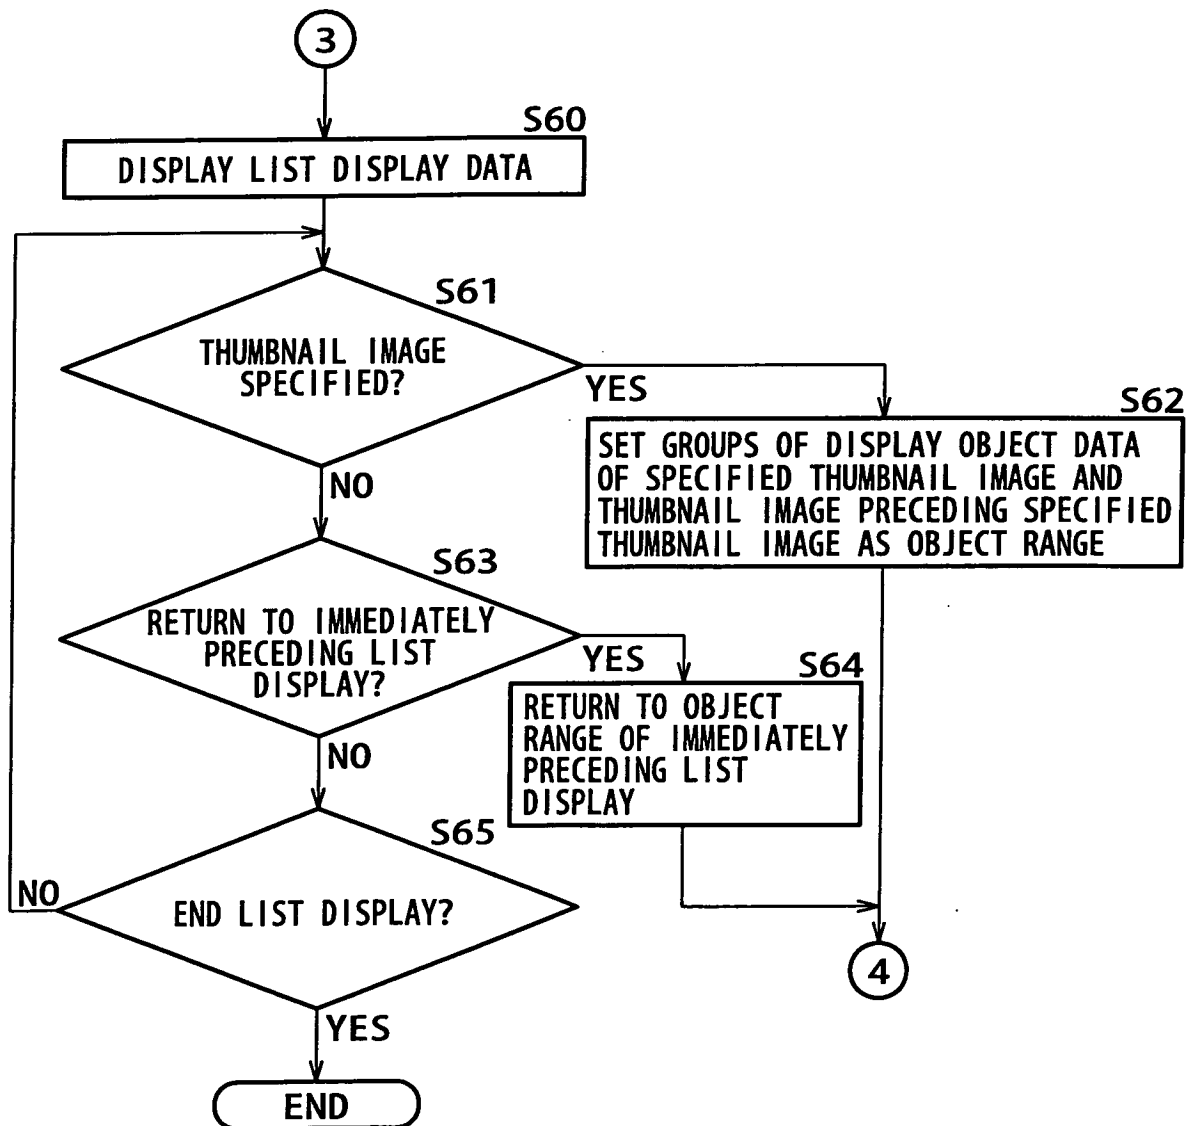 3
S60
DISPLAY LIST DISPLAY DATA
S61
THUMBNAIL IMAGE
SPECIFIED?
YES
S62
SET GROUPS OF DISPLAY OBJECT DATA
OF SPECIFIED THUMBNAIL IMAGE AND
THUMBNAIL IMAGE PRECEDING SPECIFIED
THUMBNAIL IMAGE AS OBJECT RANGE
NO
S63
RETURN TO IMMEDIATELY
PRECEDING LIST
DISPLAY?
YES
S64
RETURN TO OBJECT
RANGE OF IMMEDIATELY
PRECEDING LIST
DISPLAY
NO
S65
END LIST DISPLAY?
NO
4
YES
END